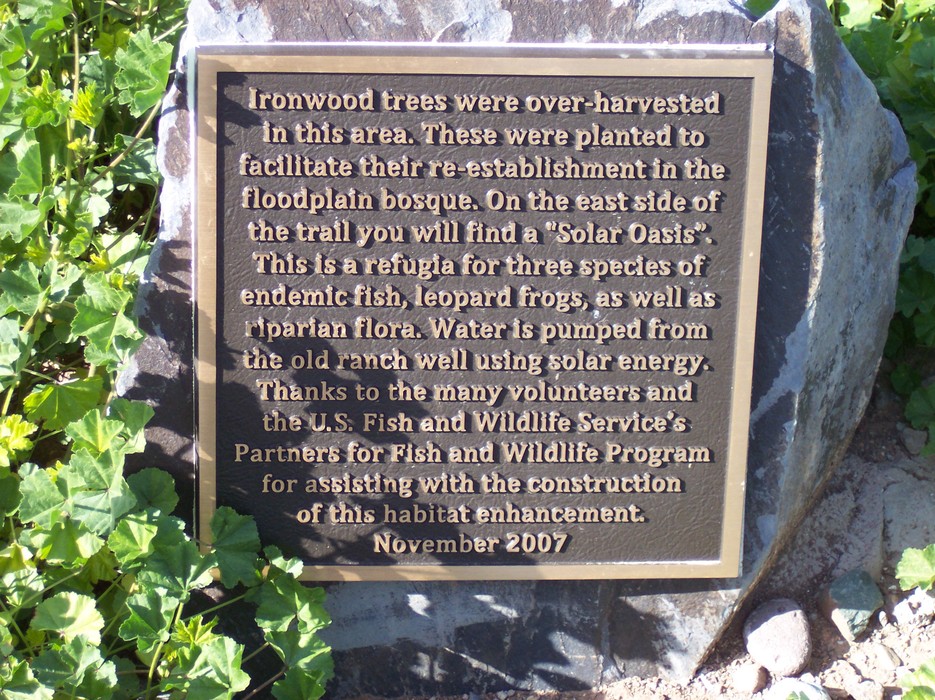 Ironwood trees were over-harvested
in this area. These were planted to
facilitate their re-establishment in the
floodplain bosque. On the east side of
the trail you will find a "Solar Oasis".
This is a refugia for three species of
endemic fish, leopard frogs, as well as
riparian flora. Water is pumped from
the old ranch well using solar energy.
Thanks to the many volunteers and
the U.S. Fish and Wildlife Service's
Partners for Fish and Wildlife Program
for assisting with the construction
of this habitat enhancement.
November 2007